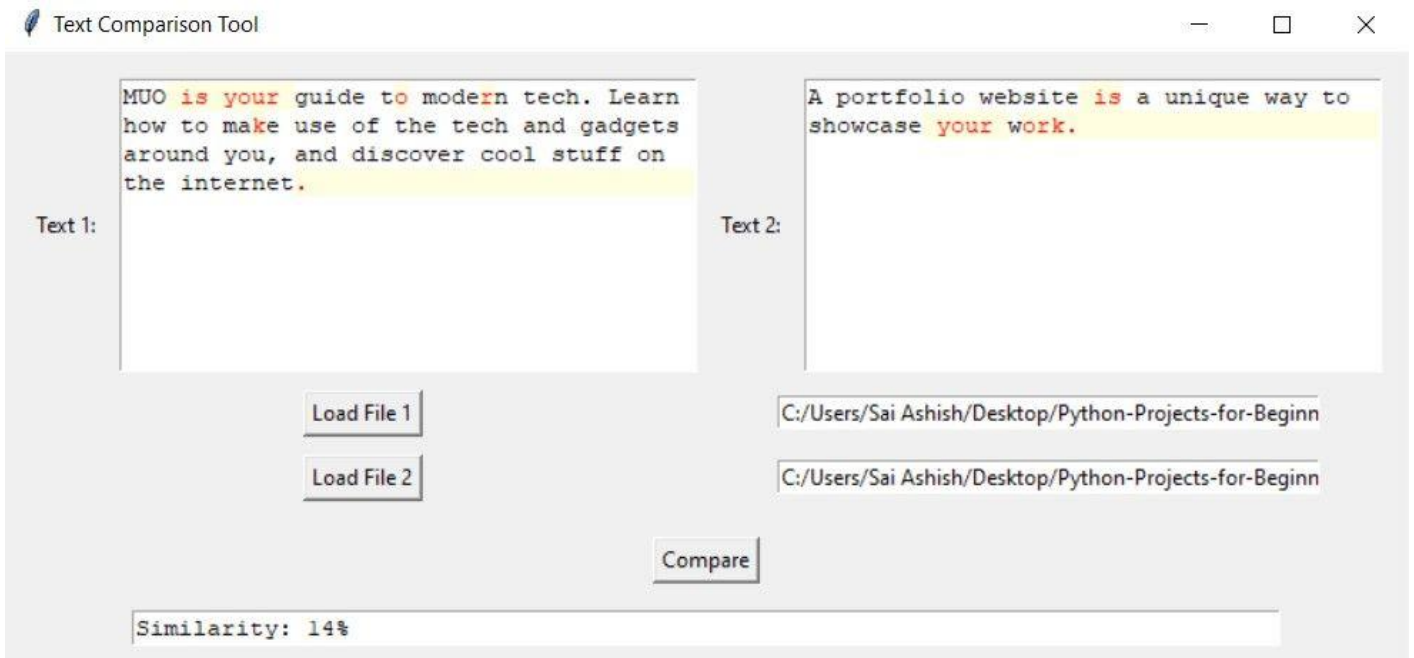 Text Comparison Tool
Text 1:
MUO is your guide to modern tech. Learn
how to make use of the tech and gadgets
around you, and discover cool stuff on
the internet.
Text 2:
A portfolio website is a unique way to
showcase your work.
Load File 1
C:/Users/Sai Ashish/Desktop/Python-Projects-for-Beginn
Load File 2
C:/Users/Sai Ashish/Desktop/Python-Projects-for-Beginn
Compare
Similarity: 14%